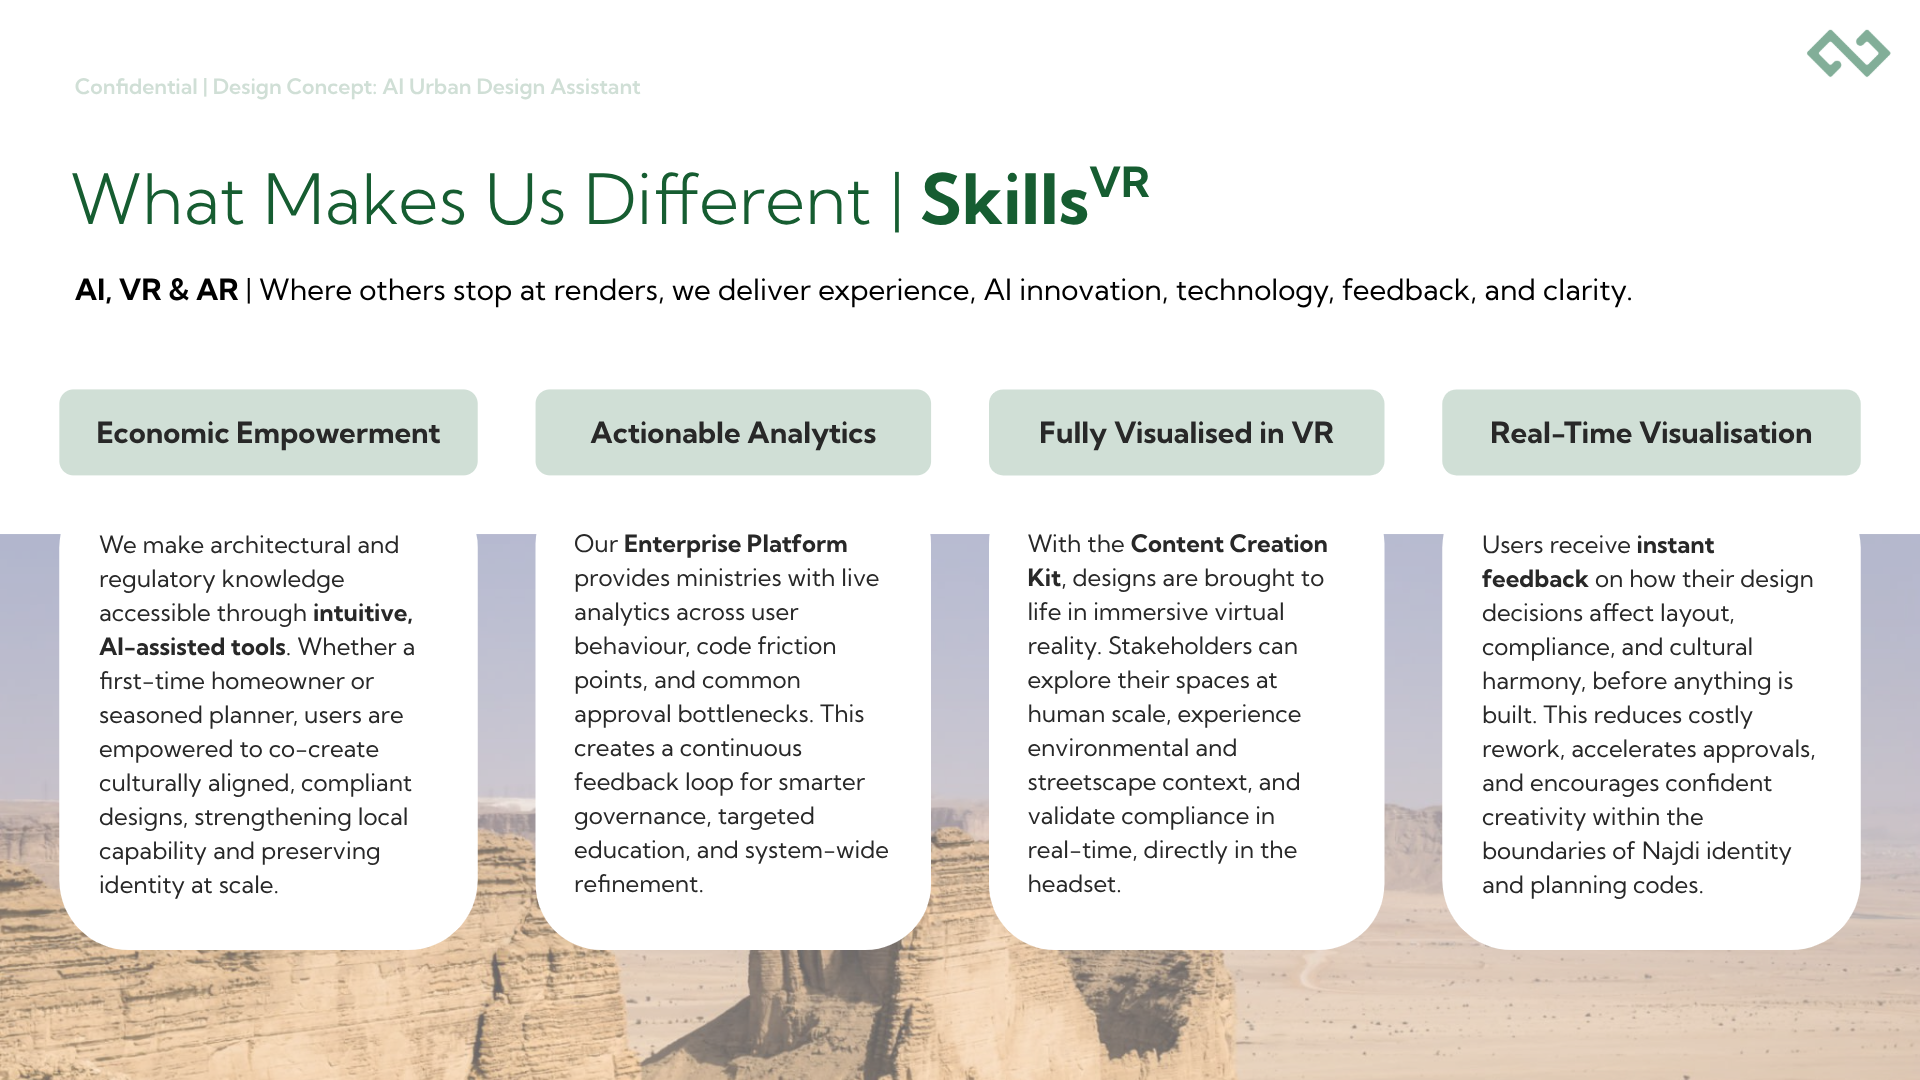 Confidential | Design Concept: AI Urban Design Assistant
What Makes Us Different | SkillsVR
AI, VR & AR | Where others stop at renders, we deliver experience, AI innovation, technology, feedback, and clarity.
Economic Empowerment
We make architectural and
regulatory knowledge
accessible through intuitive,
AI-assisted tools. Whether a
first-time homeowner or
seasoned planner, users are
empowered to co-create
culturally aligned, compliant
designs, strengthening local
capability and preserving
identity at scale.
Actionable Analytics
Our Enterprise Platform
provides ministries with live
analytics across user
behaviour, code friction
points, and common
approval bottlenecks. This
creates a continuous
feedback loop for smarter
governance, targeted
education, and system-wide
refinement.
Fully Visualised in VR
With the Content Creation
Kit, designs are brought to
life in immersive virtual
reality. Stakeholders can
explore their spaces at
human scale, experience
environmental and
streetscape context, and
validate compliance in
real-time, directly in the
headset.
Real-Time Visualisation
Users receive instant
feedback on how their design
decisions affect layout,
compliance, and cultural
harmony, before anything is
built. This reduces costly
rework, accelerates approvals,
and encourages confident
creativity within the
boundaries of Najdi identity
and planning codes.